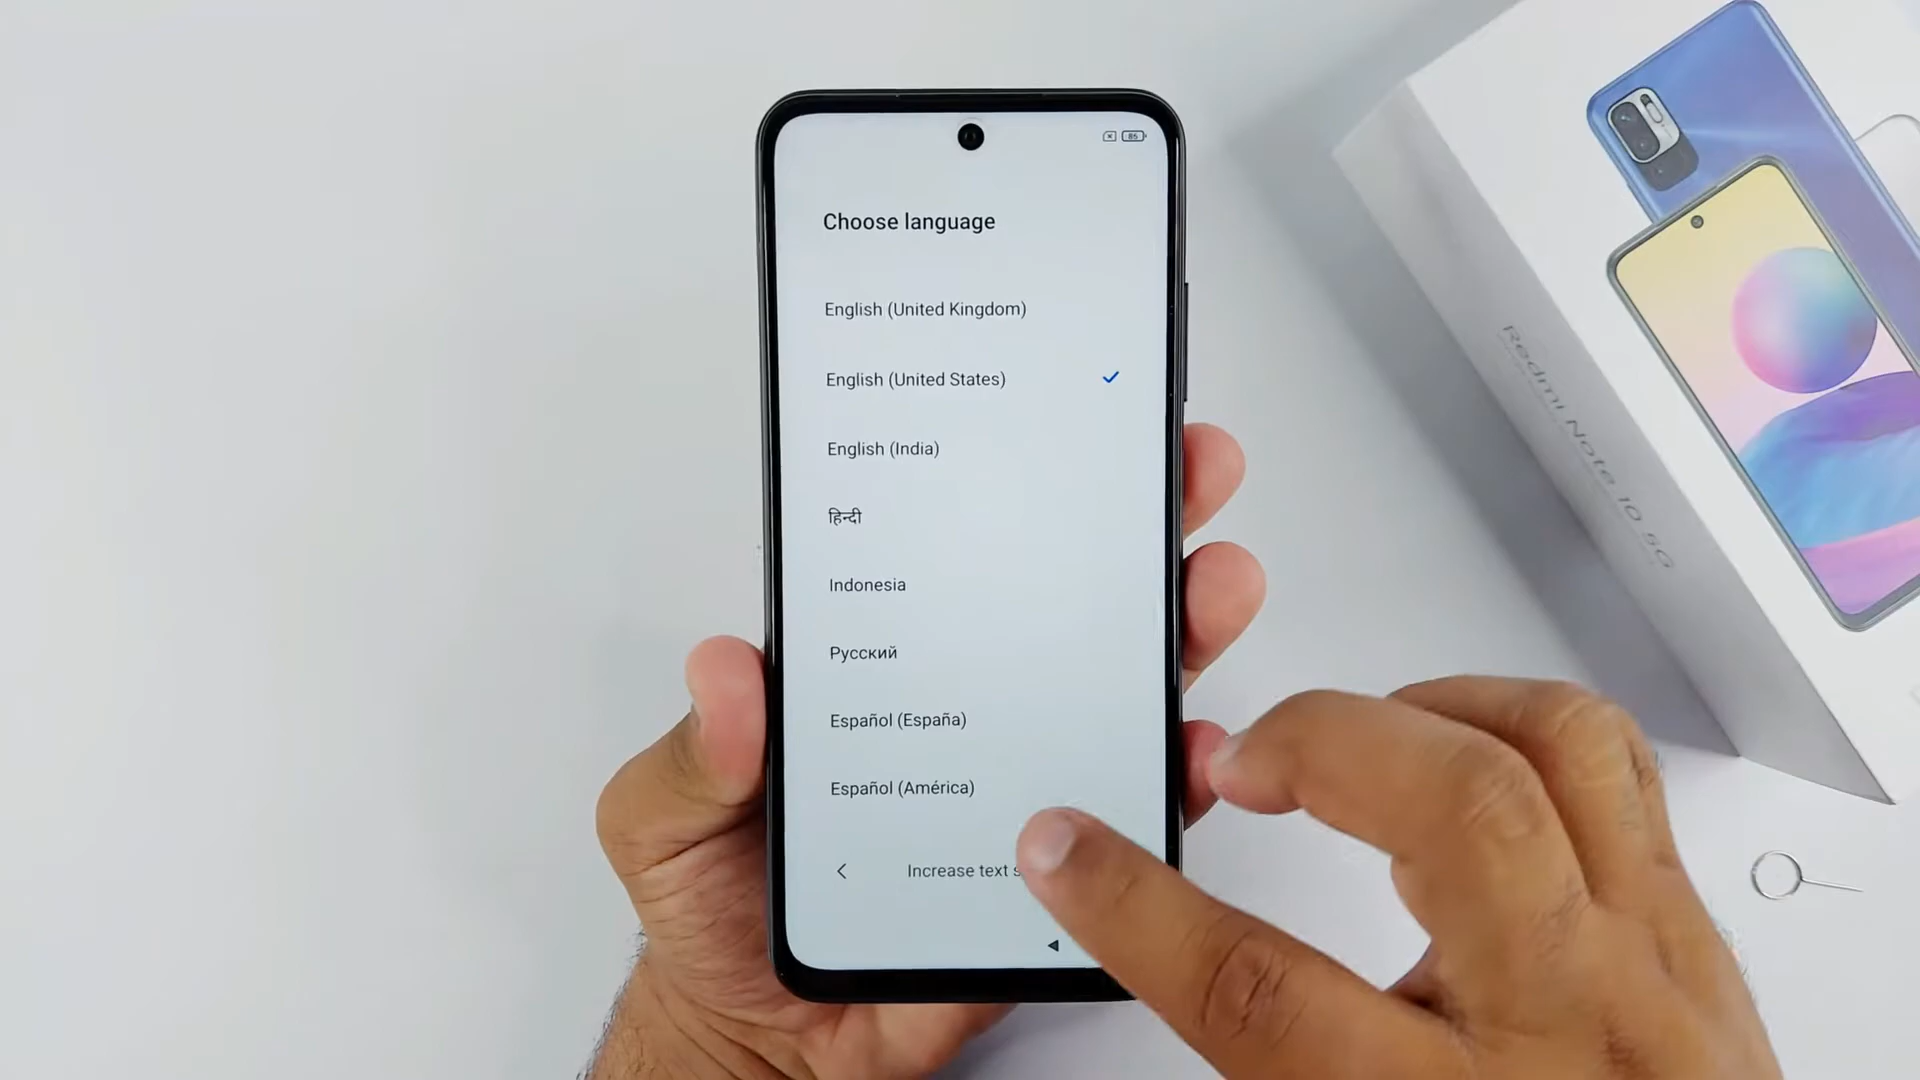 85
Choose language
English (United Kingdom)
English (United States)
English (India)
हिन्दी
Indonesia
Русский
Español (España)
Español (América)
Increase text s
Redmi Note 10 5G